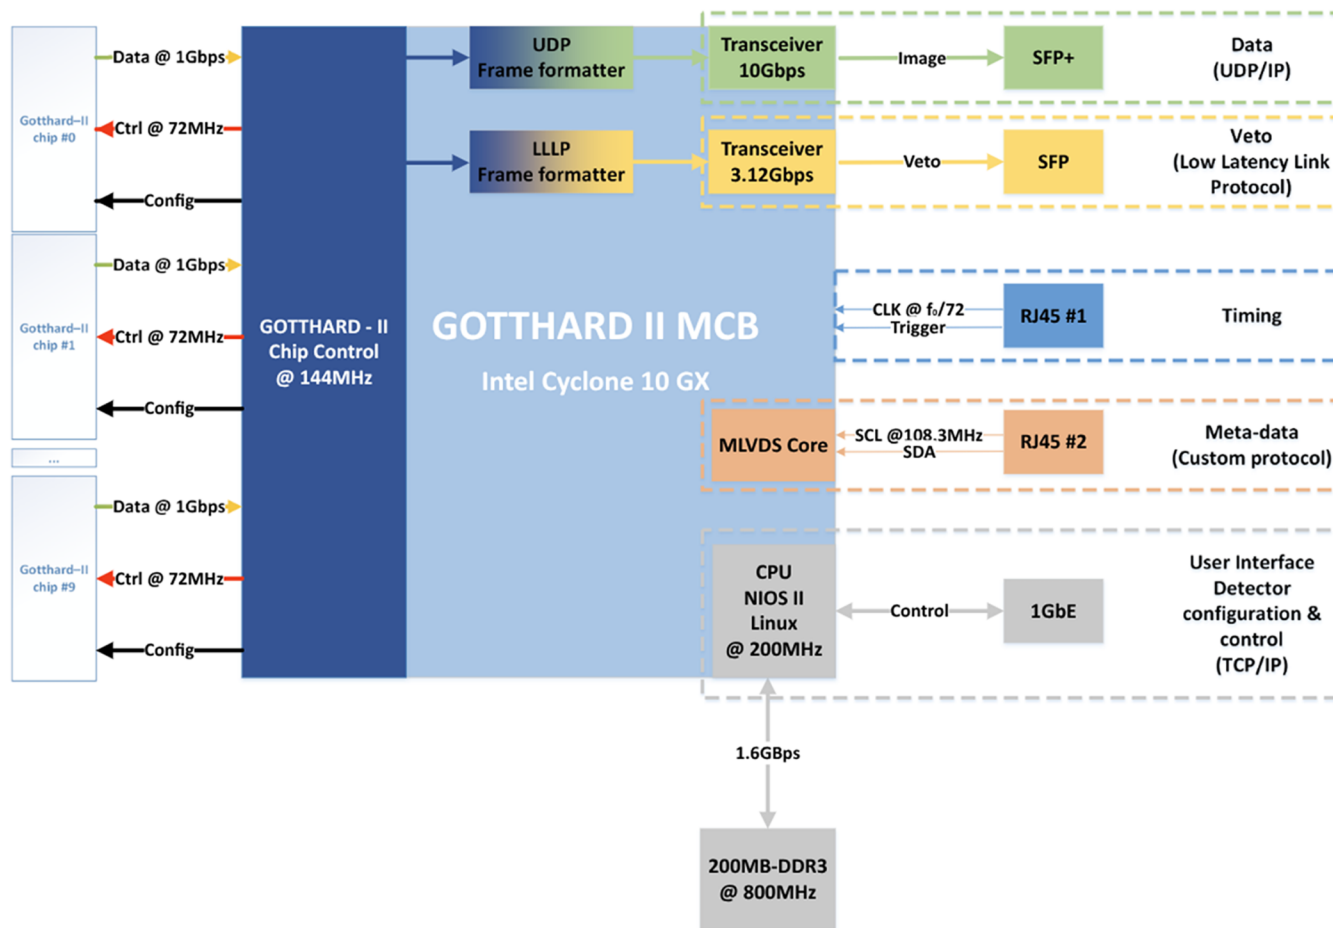 Gotthard–II
chip #0
Data @ 1Gbps
Ctrl @ 72MHz
Config
Gotthard–II
chip #1
Data @ 1Gbps
Ctrl @ 72MHz
Config
...
Gotthard–II
chip #9
Data @ 1Gbps
Ctrl @ 72MHz
Config
GOTTHARD - II
Chip Control
@ 144MHz
UDP
Frame formatter
LLLP
Frame formatter
GOTTHARD II MCB
Intel Cyclone 10 GX
Transceiver
10Gbps
Image
SFP+
Data
(UDP/IP)
Transceiver
3.12Gbps
Veto
SFP
Veto
(Low Latency Link
Protocol)
CLK @ f₀/72
Trigger
RJ45 #1
Timing
MLVDS Core
SCL @108.3MHz
SDA
RJ45 #2
Meta-data
(Custom protocol)
CPU
NIOS II
Linux
@ 200MHz
Control
1GbE
User Interface
Detector
configuration &
control
(TCP/IP)
1.6GBps
200MB-DDR3
@ 800MHz